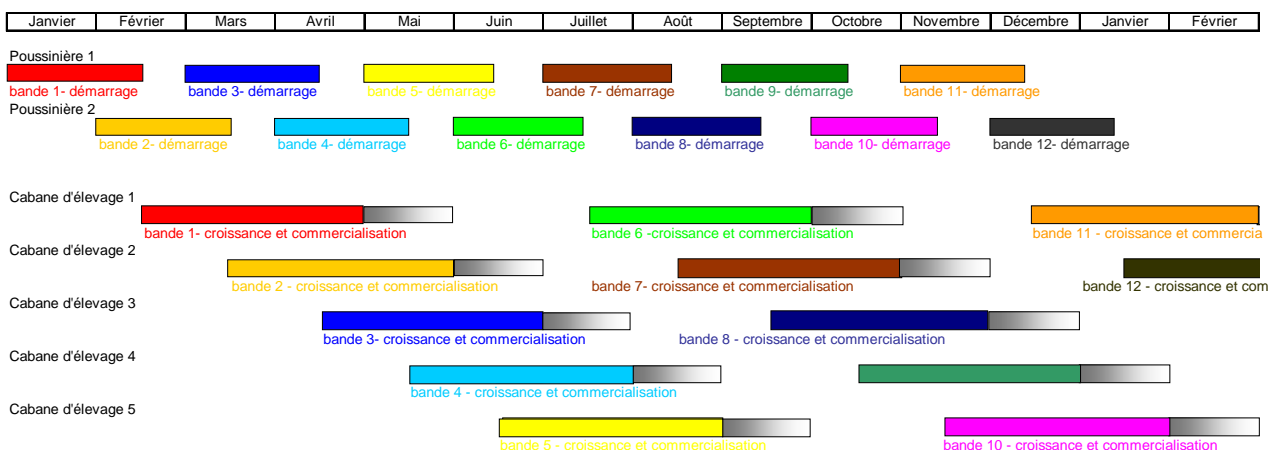 Janvier Février Mars Avril Mai Juin Juillet Août Septembre Octobre Novembre Décembre Janvier Février
Poussinière 1
bande 1- démarrage bande 3- démarrage bande 5- démarrage bande 7- démarrage bande 9- démarrage bande 11- démarrage
Poussinière 2
bande 2- démarrage bande 4- démarrage bande 6- démarrage bande 8- démarrage bande 10- démarrage bande 12- démarrage
Cabane d'élevage 1
bande 1- croissance et commercialisation bande 6 -croissance et commercialisation bande 11 - croissance et commercia
Cabane d'élevage 2
bande 2 - croissance et commercialisation bande 7- croissance et commercialisation bande 12 - croissance et com
Cabane d'élevage 3
bande 3- croissance et commercialisation bande 8 - croissance et commercialisation
Cabane d'élevage 4
bande 4 - croissance et commercialisation
Cabane d'élevage 5
bande 5 - croissance et commercialisation bande 10 - croissance et commercialisation